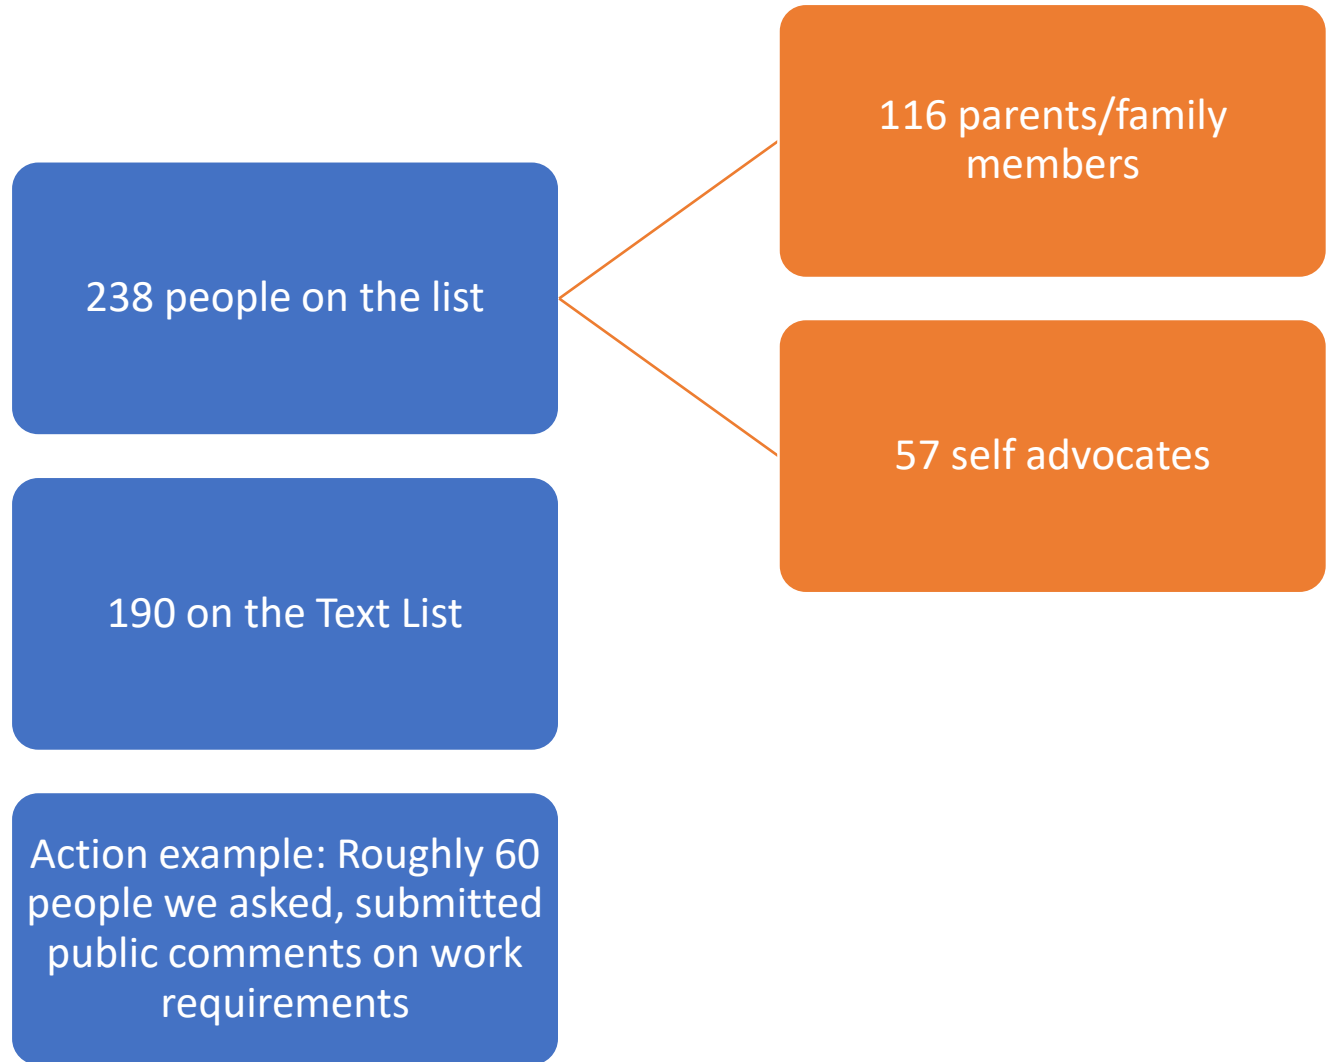 238 people on the list
116 parents/family
members
57 self advocates
190 on the Text List
Action example: Roughly 60
people we asked, submitted
public comments on work
requirements